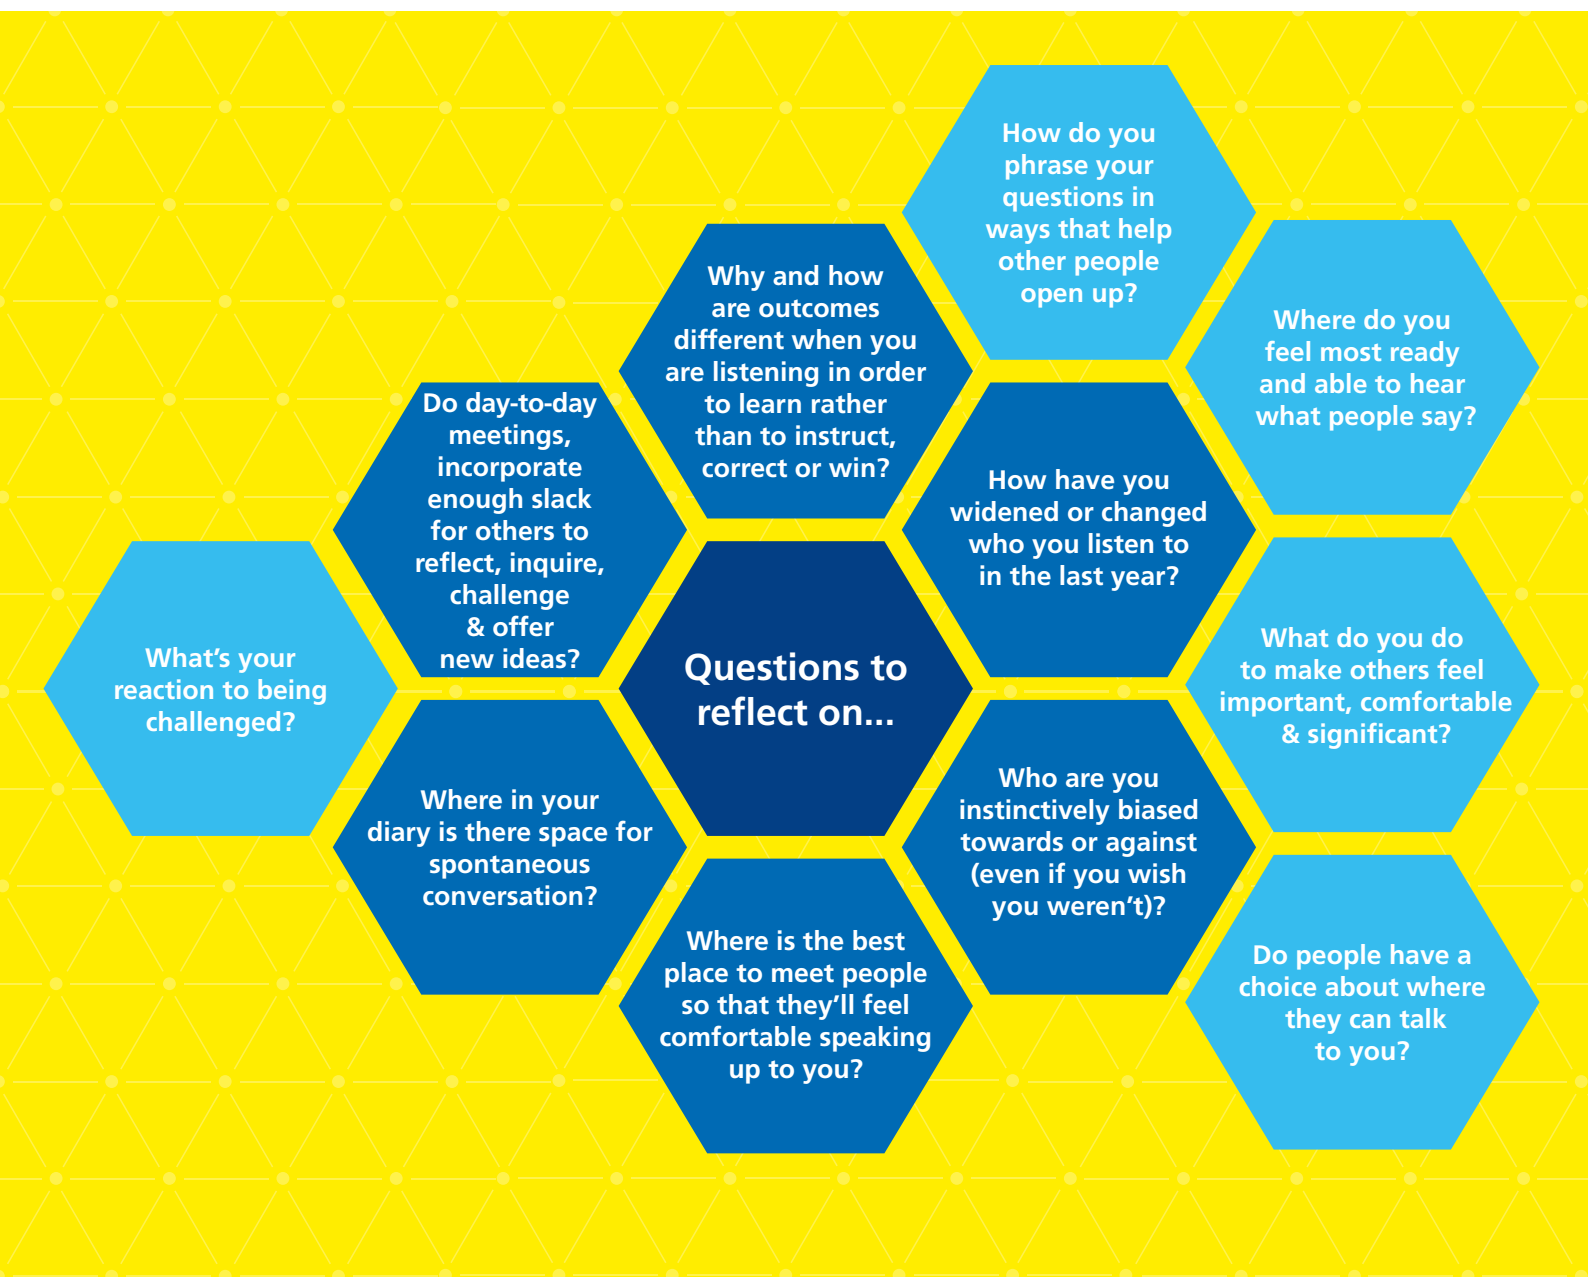 How do you
phrase your
questions in
ways that help
other people
open up?
Where do you
feel most ready
and able to hear
what people say?
Why and how
are outcomes
different when you
are listening in order
to learn rather
than to instruct,
correct or win?
Do day-to-day
meetings,
incorporate
enough slack
for others to
reflect, inquire,
challenge
& offer
new ideas?
How have you
widened or changed
who you listen to
in the last year?
What's your
reaction to being
challenged?
Questions to
reflect on...
What do you do
to make others feel
important, comfortable
& significant?
Where in your
diary is there space for
spontaneous
conversation?
Who are you
instinctively biased
towards or against
(even if you wish
you weren't)?
Where is the best
place to meet people
so that they'll feel
comfortable speaking
up to you?
Do people have a
choice about where
they can talk
to you?